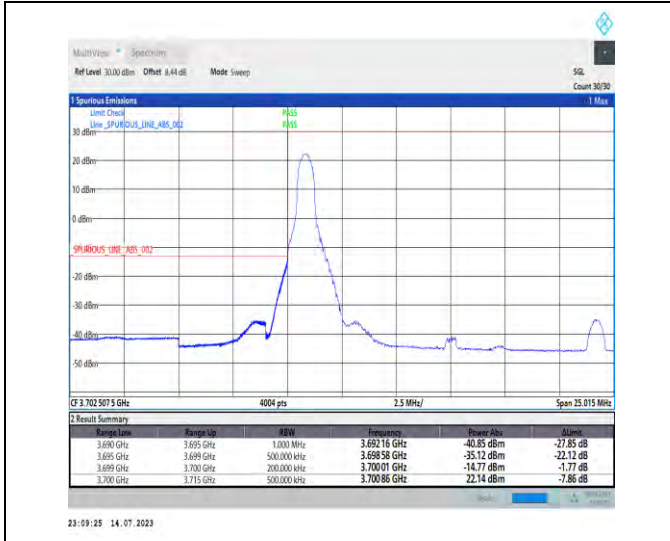 MultiView Spectrum
Ref Level 30.00 dBm Offset 8.44 dB Mode Sweep SGL
Count 30/30
1 Spurious Emissions 1 Max
Limit Check PASS
Line _SPURIOUS_LINE_ABS_002 PASS
30 dBm
20 dBm
10 dBm
0 dBm
_SPURIOUS_LINE_ABS_002
-20 dBm
-30 dBm
-40 dBm
-50 dBm
CF 3.7025075 GHz 4004 pts 2.5 MHz/ Span 25.015 MHz
2 Result Summary
Range Low Range Up RBW Frequency Power Abs ΔLimit
3.690 GHz 3.695 GHz 1.000 MHz 3.69216 GHz -40.85 dBm -27.85 dB
3.695 GHz 3.699 GHz 500.000 kHz 3.69858 GHz -35.12 dBm -22.12 dB
3.699 GHz 3.700 GHz 200.000 kHz 3.70001 GHz -14.77 dBm -1.77 dB
3.700 GHz 3.715 GHz 500.000 kHz 3.70086 GHz 22.14 dBm -7.86 dB
23:09:25 14.07.2023